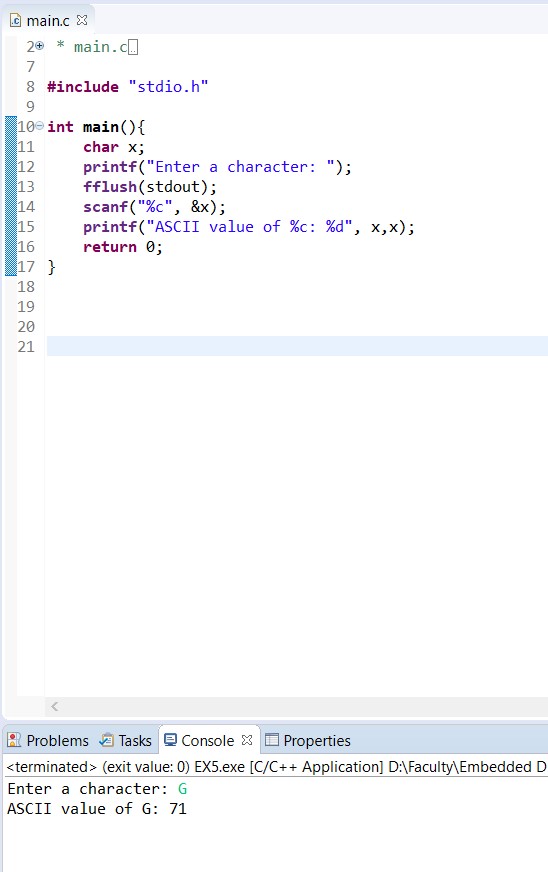 main.c
2 * main.c
7
8 #include "stdio.h"
9
10 int main(){
11     char x;
12     printf("Enter a character: ");
13     fflush(stdout);
14     scanf("%c", &x);
15     printf("ASCII value of %c: %d", x,x);
16     return 0;
17 }
18
19
20
21
Problems Tasks Console Properties
<terminated> (exit value: 0) EX5.exe [C/C++ Application] D:\Faculty\Embedded D
Enter a character: G
ASCII value of G: 71